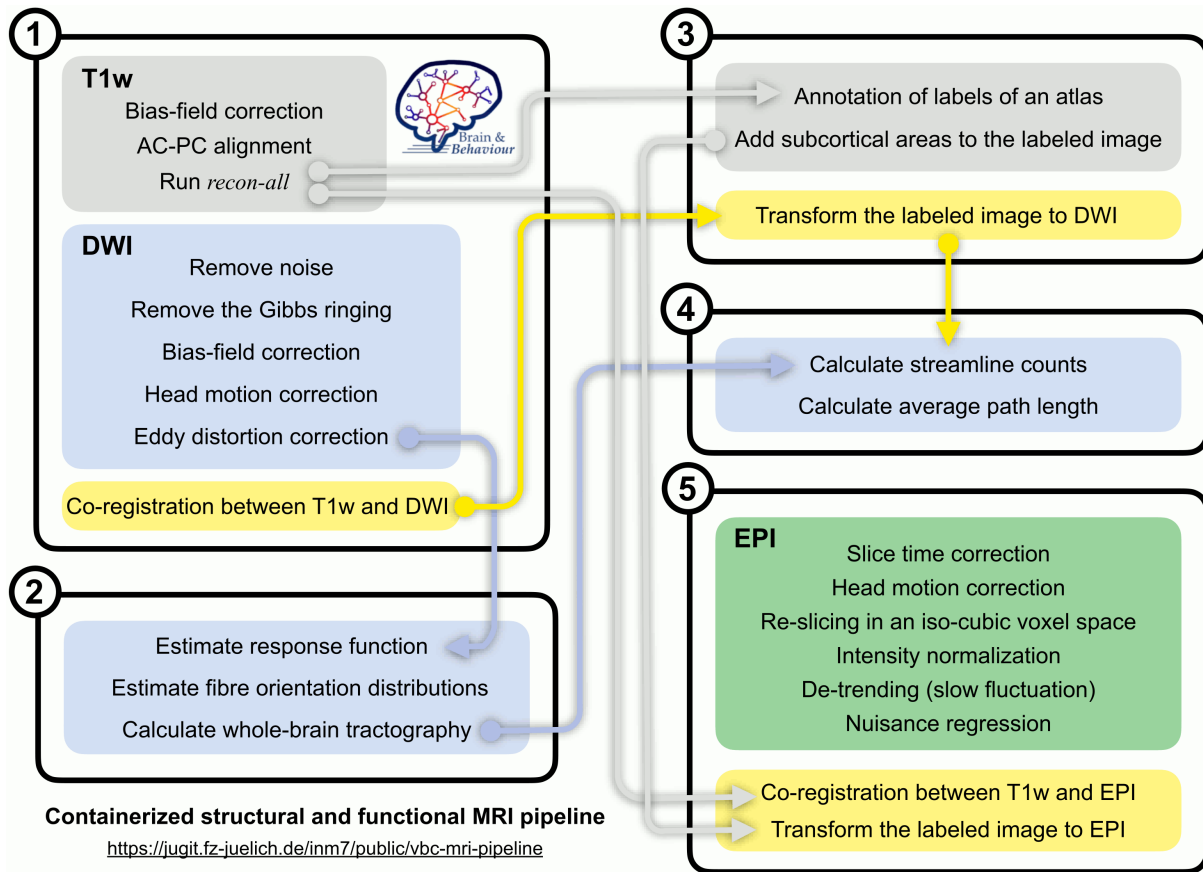 1
T1w
Bias-field correction
AC-PC alignment
Run recon-all
Brain &
Behaviour
DWI
Remove noise
Remove the Gibbs ringing
Bias-field correction
Head motion correction
Eddy distortion correction
Co-registration between T1w and DWI
2
Estimate response function
Estimate fibre orientation distributions
Calculate whole-brain tractography
Containerized structural and functional MRI pipeline
https://jugit.fz-juelich.de/inm7/public/vbc-mri-pipeline
3
Annotation of labels of an atlas
Add subcortical areas to the labeled image
Transform the labeled image to DWI
4
Calculate streamline counts
Calculate average path length
5
EPI
Slice time correction
Head motion correction
Re-slicing in an iso-cubic voxel space
Intensity normalization
De-trending (slow fluctuation)
Nuisance regression
Co-registration between T1w and EPI
Transform the labeled image to EPI